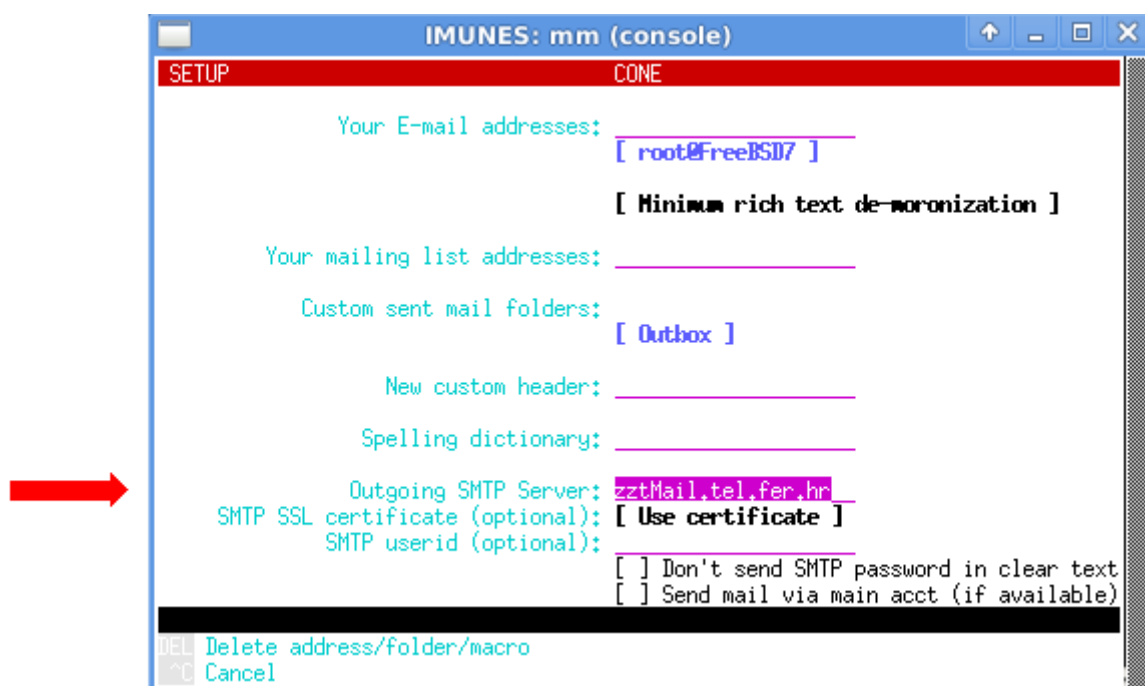 IMUNES: mm (console)
SETUP CONE
Your E-mail addresses:
[ root@FreeBSD7 ]
[ Minimum rich text de-moronization ]
Your mailing list addresses:
Custom sent mail folders:
[ Outbox ]
New custom header:
Spelling dictionary:
Outgoing SMTP Server: zztMail.tel.fer.hr
SMTP SSL certificate (optional): [ Use certificate ]
SMTP userid (optional):
[ ] Don't send SMTP password in clear text
[ ] Send mail via main acct (if available)
DEL Delete address/folder/macro
^C Cancel